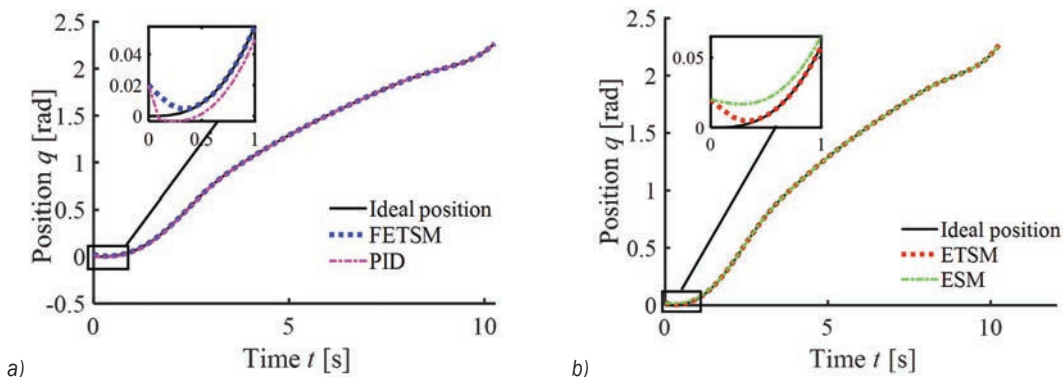 2.5
2
1.5
1
0.5
0
-0.5
0.04
0.02
0
0 0.5 1
Position q [rad]
Ideal position
FETSM
PID
0 5 10
Time t [s]
a)
2.5
2
1.5
1
0.5
0
0.05
0
0 1
Position q [rad]
Ideal position
ETSM
ESM
0 5 10
Time t [s]
b)